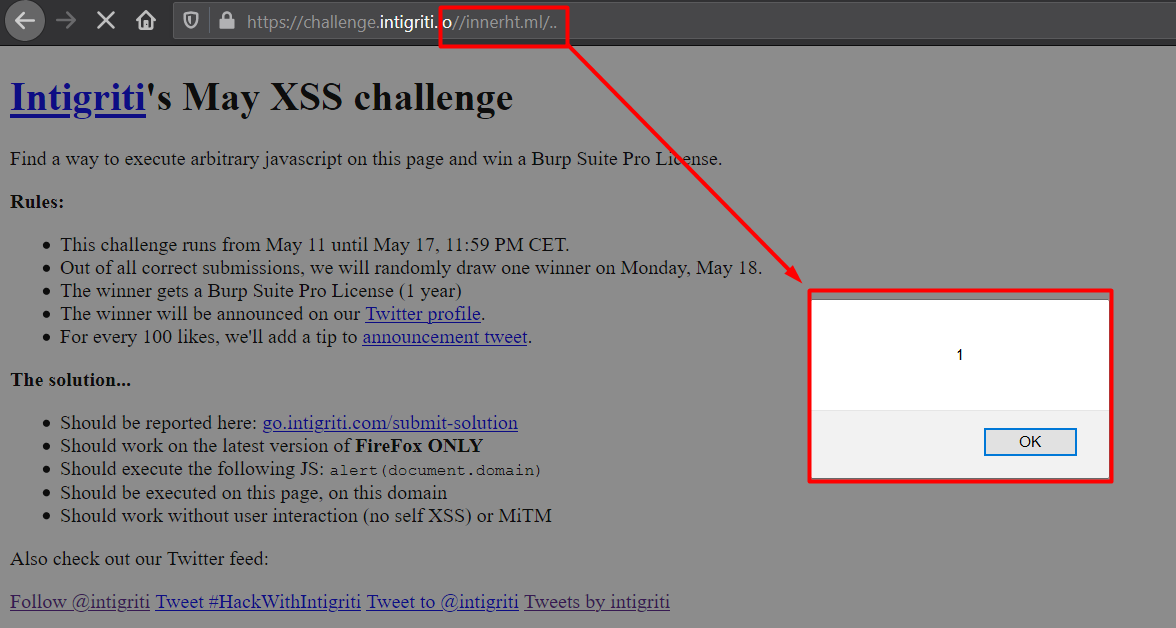 https://challenge.intigriti.io//innerht.ml/..
Intigriti's May XSS challenge
Find a way to execute arbitrary javascript on this page and win a Burp Suite Pro License.
Rules:
This challenge runs from May 11 until May 17, 11:59 PM CET.
Out of all correct submissions, we will randomly draw one winner on Monday, May 18.
The winner gets a Burp Suite Pro License (1 year)
The winner will be announced on our Twitter profile.
For every 100 likes, we'll add a tip to announcement tweet.
1
The solution...
Should be reported here: go.intigriti.com/submit-solution
Should work on the latest version of FireFox ONLY
OK
Should execute the following JS: alert(document.domain)
Should be executed on this page, on this domain
Should work without user interaction (no self XSS) or MiTM
Also check out our Twitter feed:
Follow @intigriti Tweet #HackWithIntigriti Tweet to @intigriti Tweets by intigriti